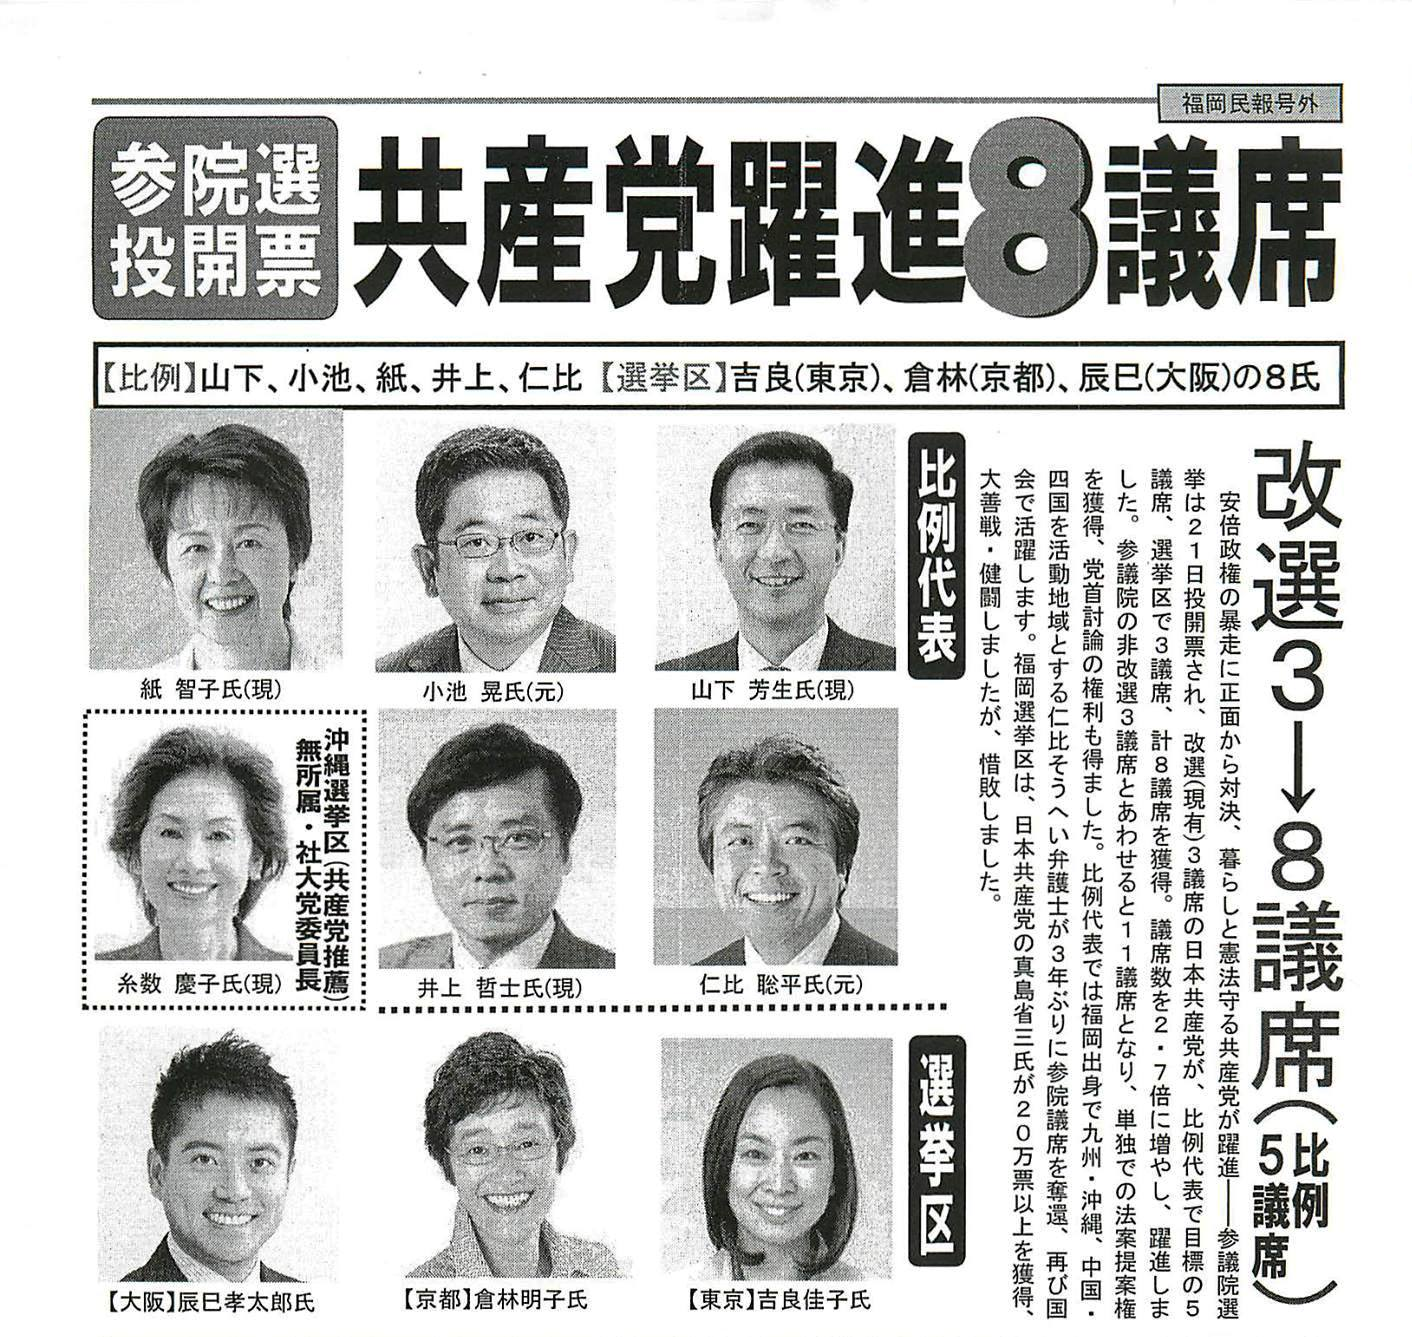 福岡民報号外
参院選
投開票
共産党躍進8議席
【比例】山下、小池、紙、井上、仁比【選挙区】吉良(東京)、倉林(京都)、辰巳(大阪)の8氏
改選3→8議席(比例5議席)
安倍政権の暴走に正面から対決、暮らしと憲法守る共産党が躍進――参議院選
挙は21日投開票され、改選(現有)3議席の日本共産党が、比例代表で目標の5
議席、選挙区で3議席、計8議席を獲得。議席数を2・7倍に増やし、躍進しま
した。参議院の非改選3議席とあわせると11議席となり、単独での法案提案権
を獲得、党首討論の権利も得ました。比例代表では福岡出身で九州・沖縄、中国・
四国を活動地域とする仁比そうへい弁護士が3年ぶりに参院議席を奪還、再び国
会で活躍します。福岡選挙区は、日本共産党の真島省三氏が20万票以上を獲得、
大善戦・健闘しましたが、惜敗しました。
比例代表
山下 芳生氏(現)
小池 晃氏(元)
紙 智子氏(現)
仁比 聡平氏(元)
井上 哲士氏(現)
沖縄選挙区(共産党推薦)
無所属・社大党委員長
糸数 慶子氏(現)
選挙区
【東京】吉良佳子氏
【京都】倉林明子氏
【大阪】辰巳孝太郎氏